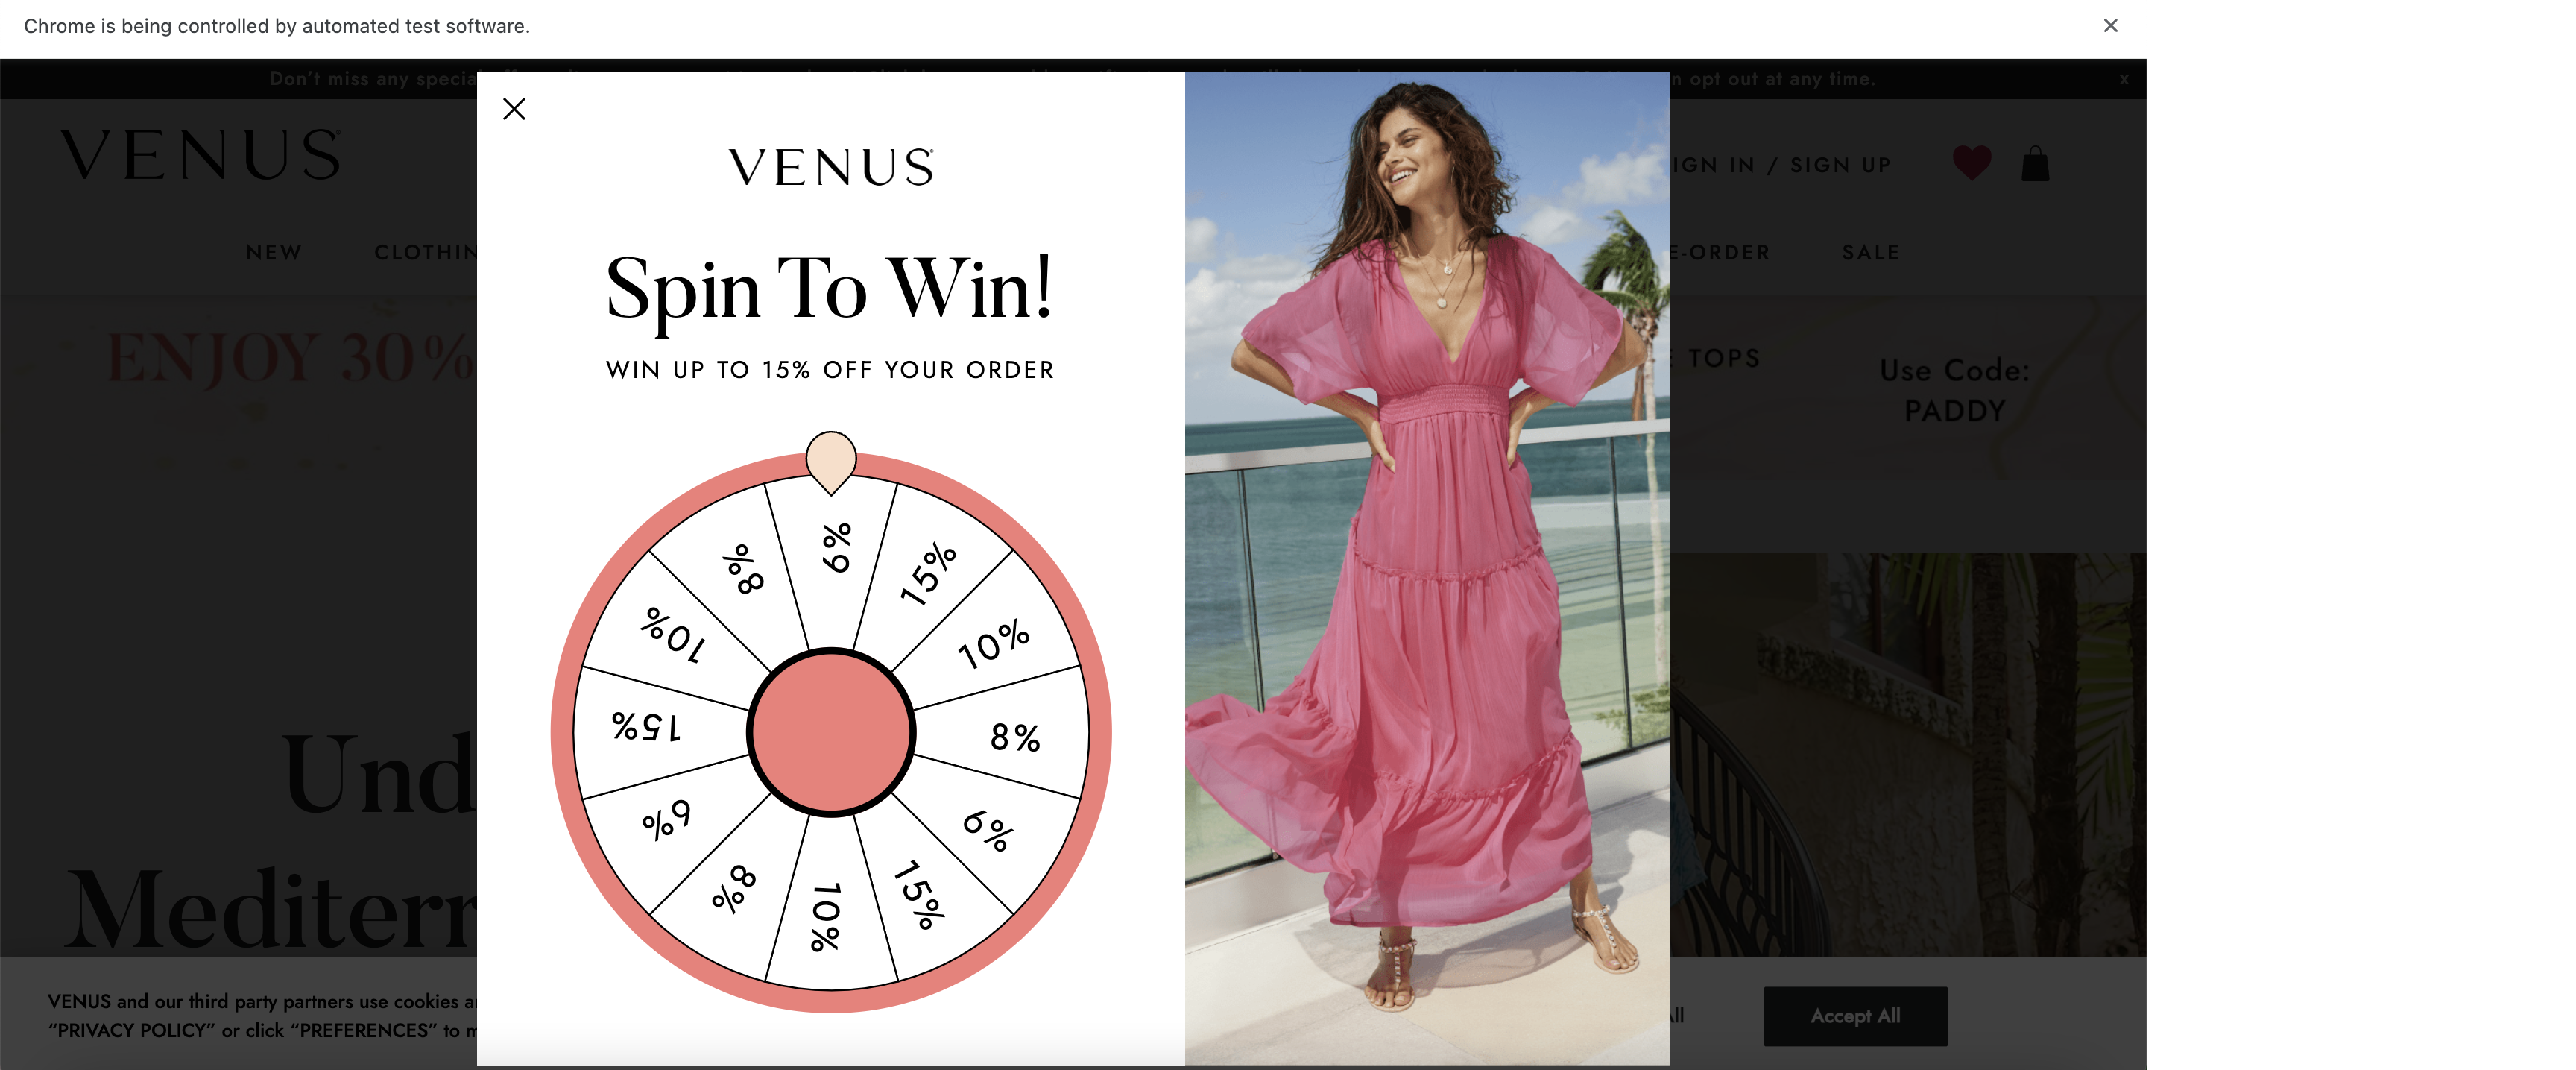 Chrome is being controlled by automated test software.
Don't miss any specia
n opt out at any time.
x
VENUS
IGN IN / SIGN UP
NEW
CLOTHIN
E-ORDER
SALE
ENJOY 30%
E TOPS
Use Code:
PADDY
Und
Mediterr
VENUS
Spin To Win!
WIN UP TO 15% OFF YOUR ORDER
6%
15%
10%
8%
6%
15%
10%
8%
6%
15%
10%
8%
VENUS and our third party partners use cookies a
“PRIVACY POLICY” or click “PREFERENCES” to m
All
Accept All